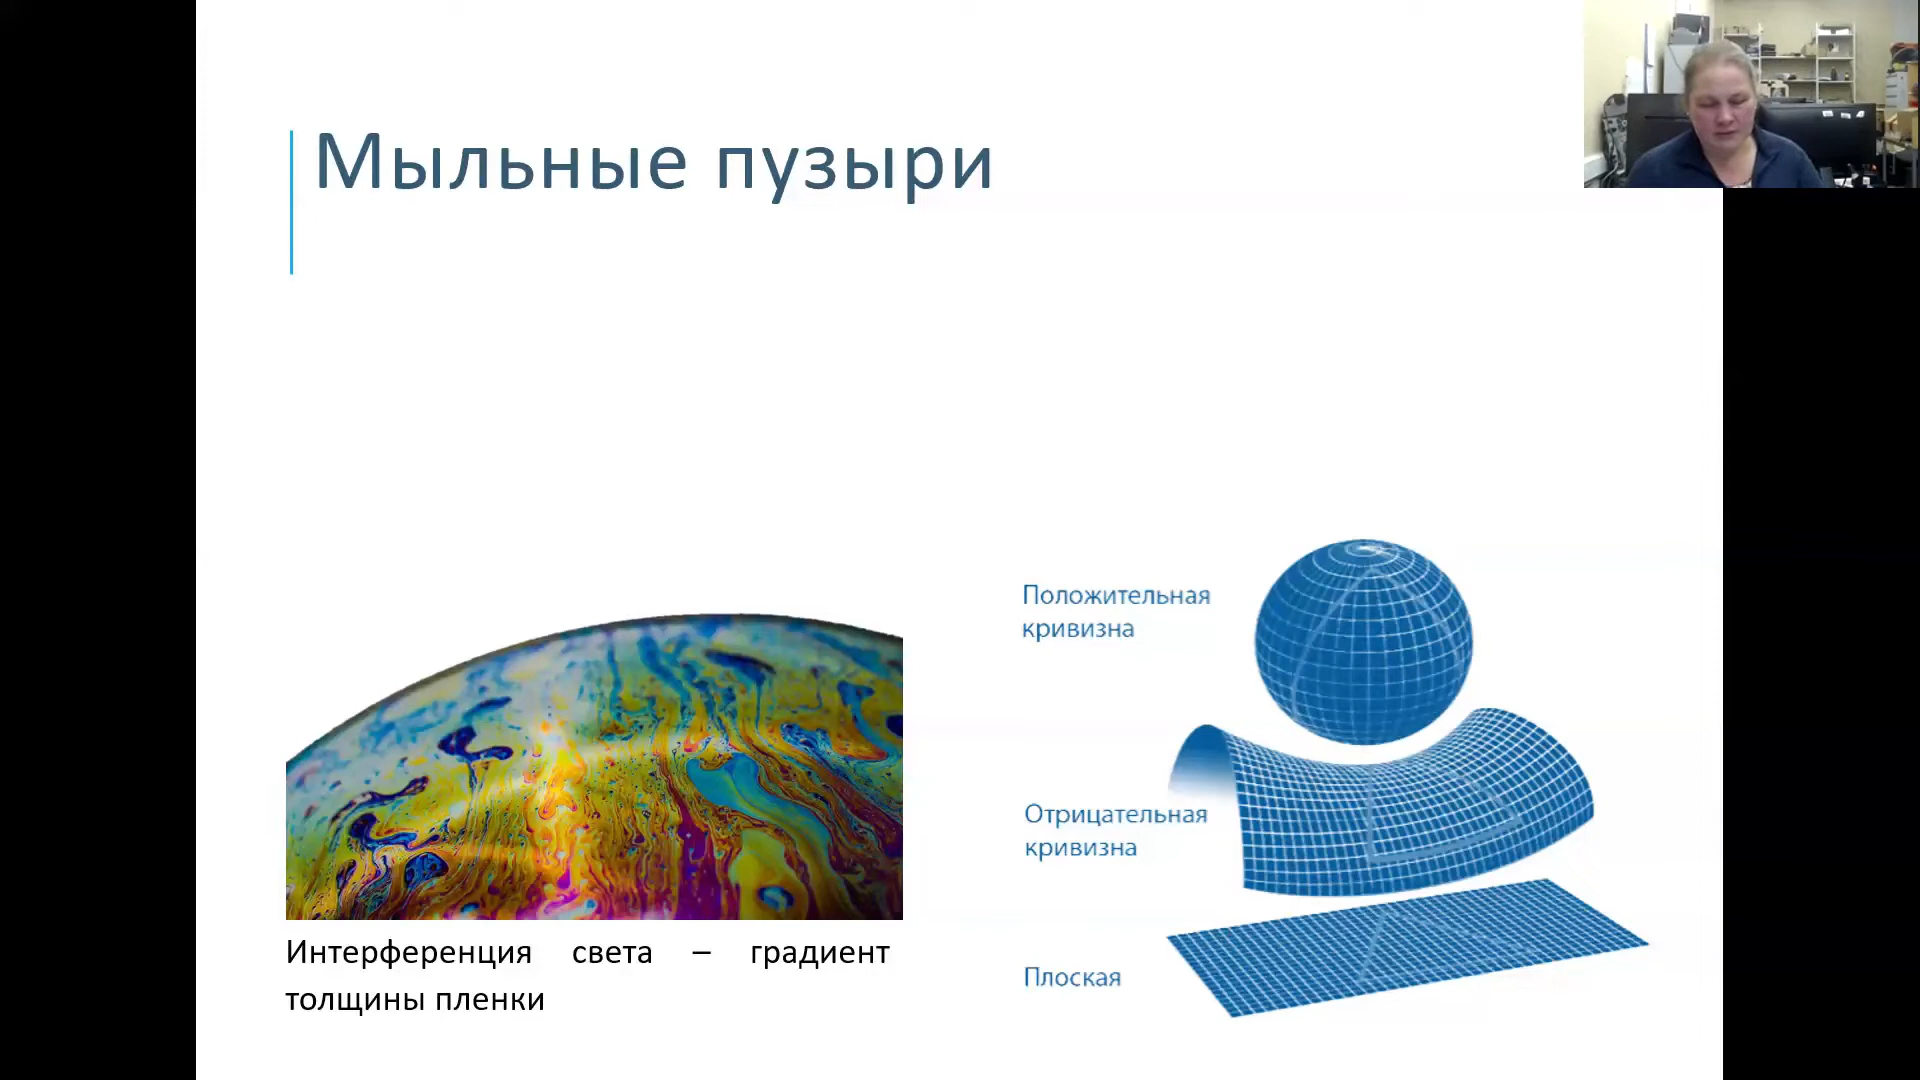 Мыльные пузыри
Положительная
кривизна
Отрицательная
кривизна
Интерференция света – градиент
толщины пленки
Плоская